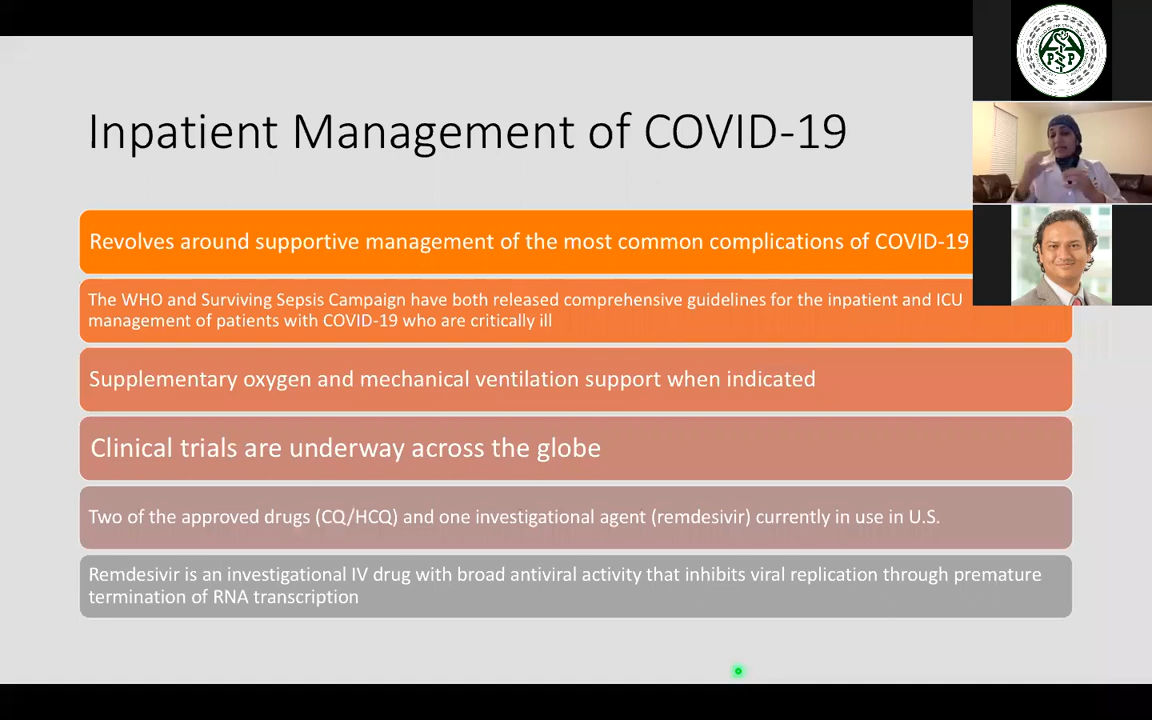 Inpatient Management of COVID-19
Revolves around supportive management of the most common complications of COVID-19
The WHO and Surviving Sepsis Campaign have both released comprehensive guidelines for the inpatient and ICU
management of patients with COVID-19 who are critically ill
Supplementary oxygen and mechanical ventilation support when indicated
Clinical trials are underway across the globe
Two of the approved drugs (CQ/HCQ) and one investigational agent (remdesivir) currently in use in U.S.
Remdesivir is an investigational IV drug with broad antiviral activity that inhibits viral replication through premature
termination of RNA transcription
P P